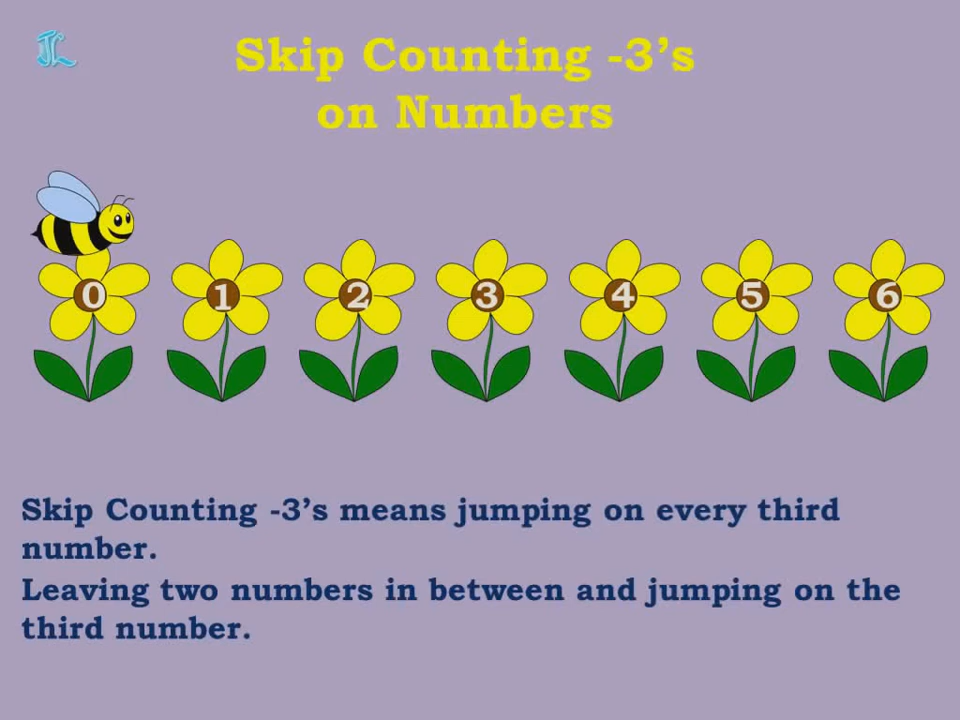 JL
Skip Counting -3’s
on Numbers
0 1 2 3 4 5 6
Skip Counting -3’s means jumping on every third
number.
Leaving two numbers in between and jumping on the
third number.